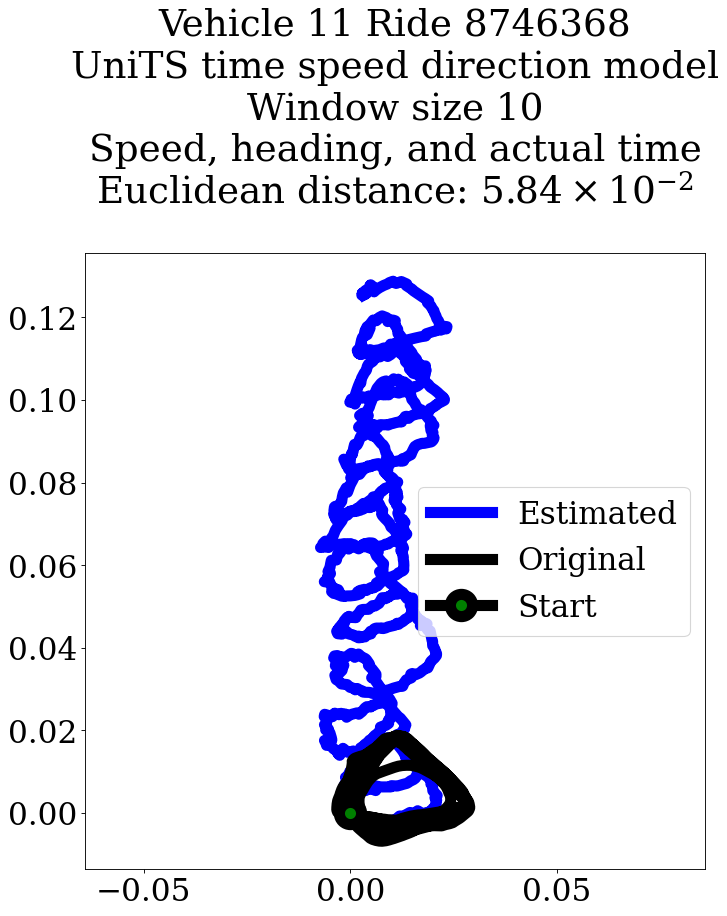 Vehicle 11 Ride 8746368
UniTS time speed direction model
Window size 10
Speed, heading, and actual time
Euclidean distance: 5.84 × 10⁻²
0.12
0.10
0.08
0.06
0.04
0.02
0.00
Estimated
Original
Start
−0.05
0.00
0.05